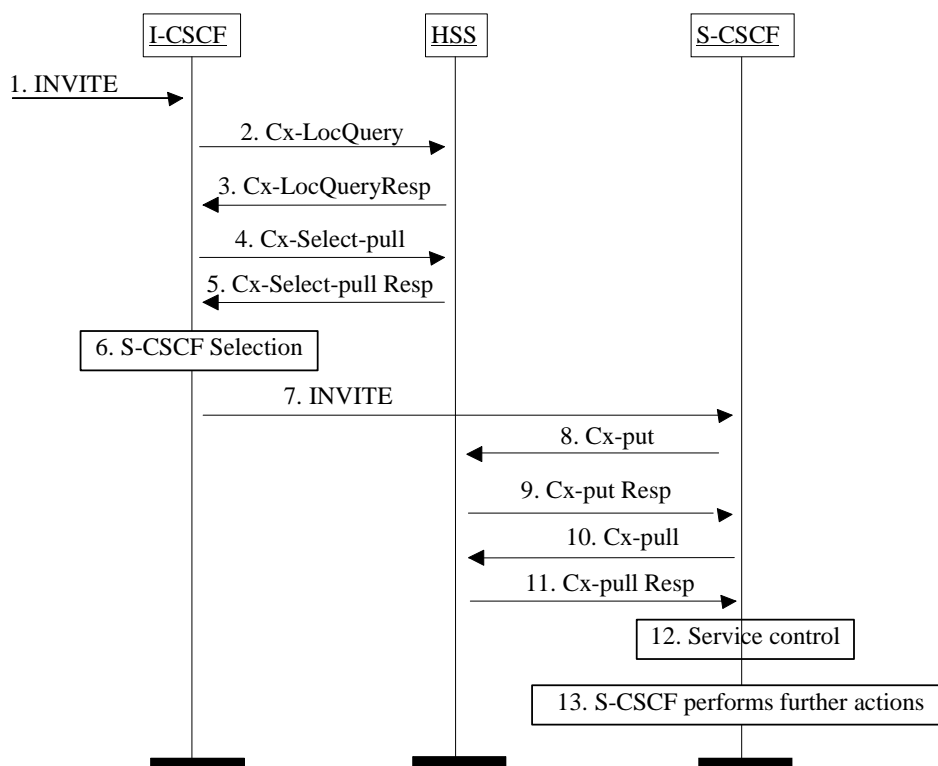 I-CSCF
HSS
S-CSCF
1. INVITE
2. Cx-LocQuery
3. Cx-LocQueryResp
4. Cx-Select-pull
5. Cx-Select-pull Resp
6. S-CSCF Selection
7. INVITE
8. Cx-put
9. Cx-put Resp
10. Cx-pull
11. Cx-pull Resp
12. Service control
13. S-CSCF performs further actions